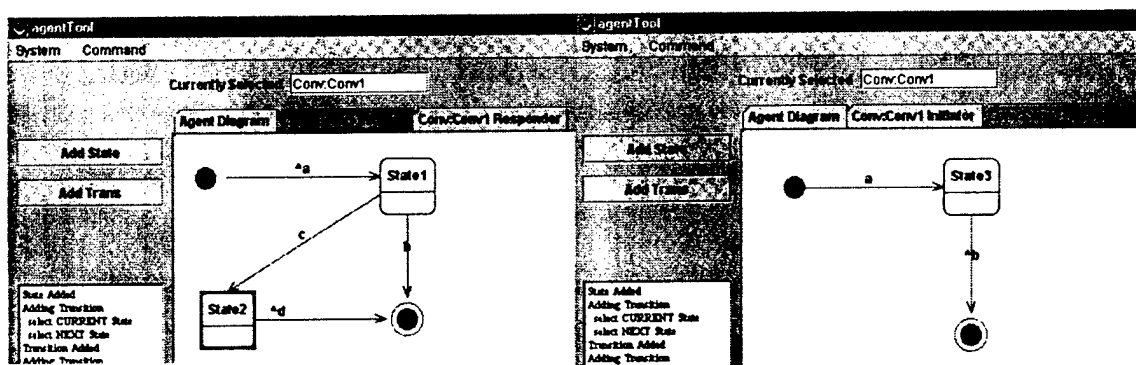 agentTool
System Command
Currently Selected Conv:Conv1
Agent Diagram Conv:Conv1 Responder
Add State
Add Trans
^a
State1
c
b
State2
^d
State Added
Adding Transition
select CURRENT State
select NEXT State
Transition Added
Adding Transition
agentTool
System Command
Currently Selected Conv:Conv1
Agent Diagram Conv:Conv1 Initiator
Add State
Add Trans
a
State3
^b
State Added
Adding Transition
select CURRENT State
select NEXT State
Transition Added
Adding Transition